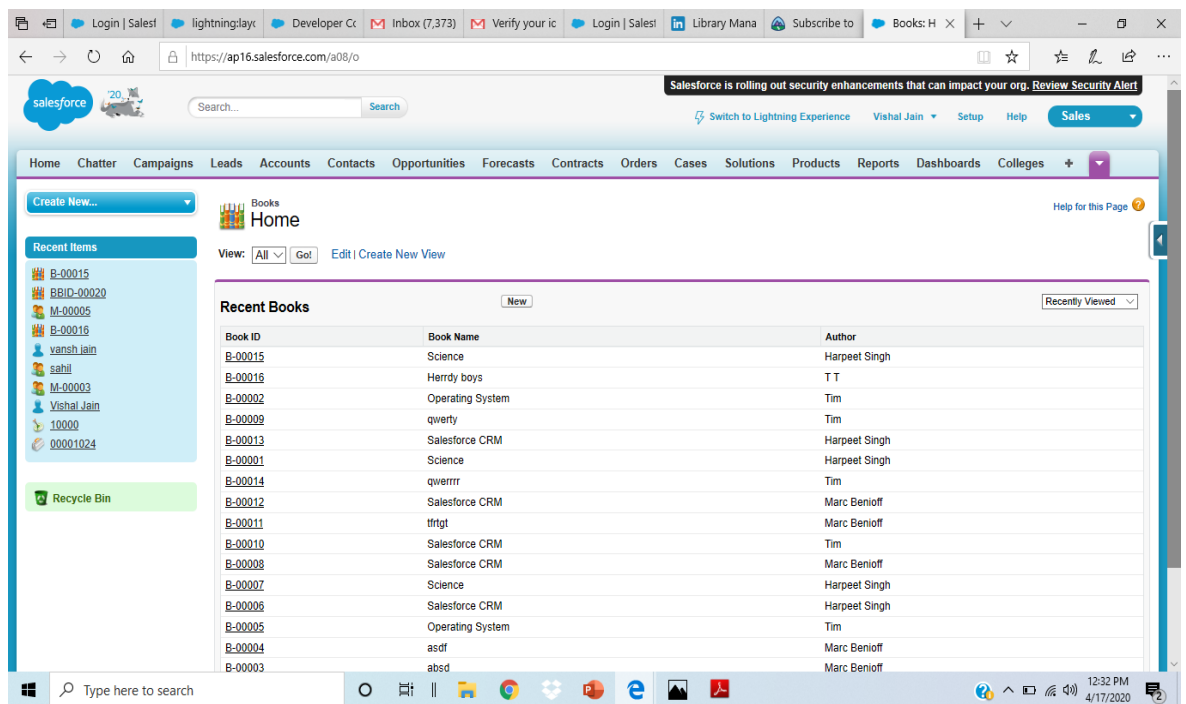 Login | Salesf lightning:layo Developer Co Inbox (7,373) Verify your ic Login | Salesf Library Mana Subscribe to Books: H
https://ap16.salesforce.com/a08/o
Salesforce is rolling out security enhancements that can impact your org. Review Security Alert
salesforce '20
Search... Search
Switch to Lightning Experience Vishal Jain Setup Help Sales
Home Chatter Campaigns Leads Accounts Contacts Opportunities Forecasts Contracts Orders Cases Solutions Products Reports Dashboards Colleges +
Create New...
Recent Items
B-00015
BBID-00020
M-00005
B-00016
vansh jain
sahil
M-00003
Vishal Jain
10000
00001024
Recycle Bin
Books
Home
Help for this Page
View: All Go! Edit | Create New View
Recent Books New Recently Viewed
Book ID Book Name Author
B-00015 Science Harpeet Singh
B-00016 Herrdy boys T T
B-00002 Operating System Tim
B-00009 qwerty Tim
B-00013 Salesforce CRM Harpeet Singh
B-00001 Science Harpeet Singh
B-00014 qwerrrr Tim
B-00012 Salesforce CRM Marc Benioff
B-00011 tfrtgt Marc Benioff
B-00010 Salesforce CRM Tim
B-00008 Salesforce CRM Marc Benioff
B-00007 Science Harpeet Singh
B-00006 Salesforce CRM Harpeet Singh
B-00005 Operating System Tim
B-00004 asdf Marc Benioff
B-00003 absd Marc Benioff
Type here to search
12:32 PM
4/17/2020
2